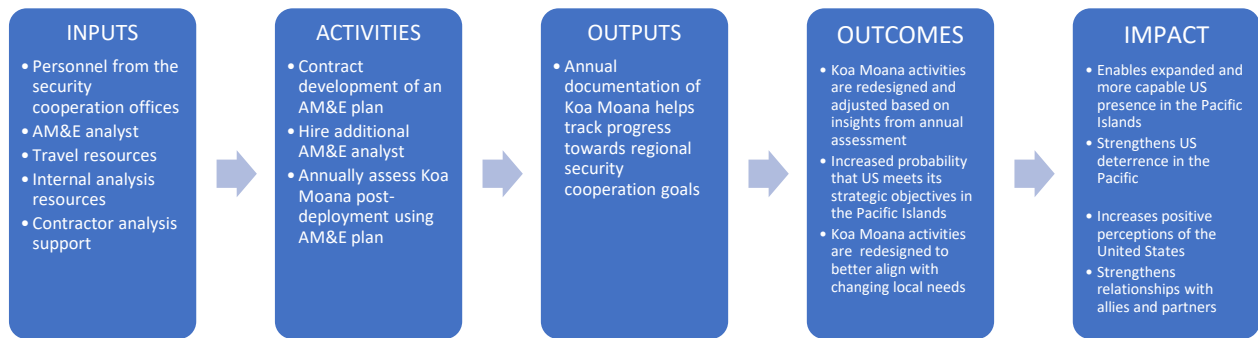 INPUTS
• Personnel from the
security
cooperation offices
• AM&E analyst
• Travel resources
• Internal analysis
resources
• Contractor analysis
support
ACTIVITIES
• Contract
development of an
AM&E plan
• Hire additional
AM&E analyst
• Annually assess Koa
Moana post-
deployment using
AM&E plan
OUTPUTS
• Annual
documentation of
Koa Moana helps
track progress
towards regional
security
cooperation goals
OUTCOMES
• Koa Moana activities
are redesigned and
adjusted based on
insights from annual
assessment
• Increased probability
that US meets its
strategic objectives in
the Pacific Islands
• Koa Moana activities
are redesigned to
better align with
changing local needs
IMPACT
• Enables expanded and
more capable US
presence in the Pacific
Islands
• Strengthens US
deterrence in the
Pacific
• Increases positive
perceptions of the
United States
• Strengthens
relationships with
allies and partners